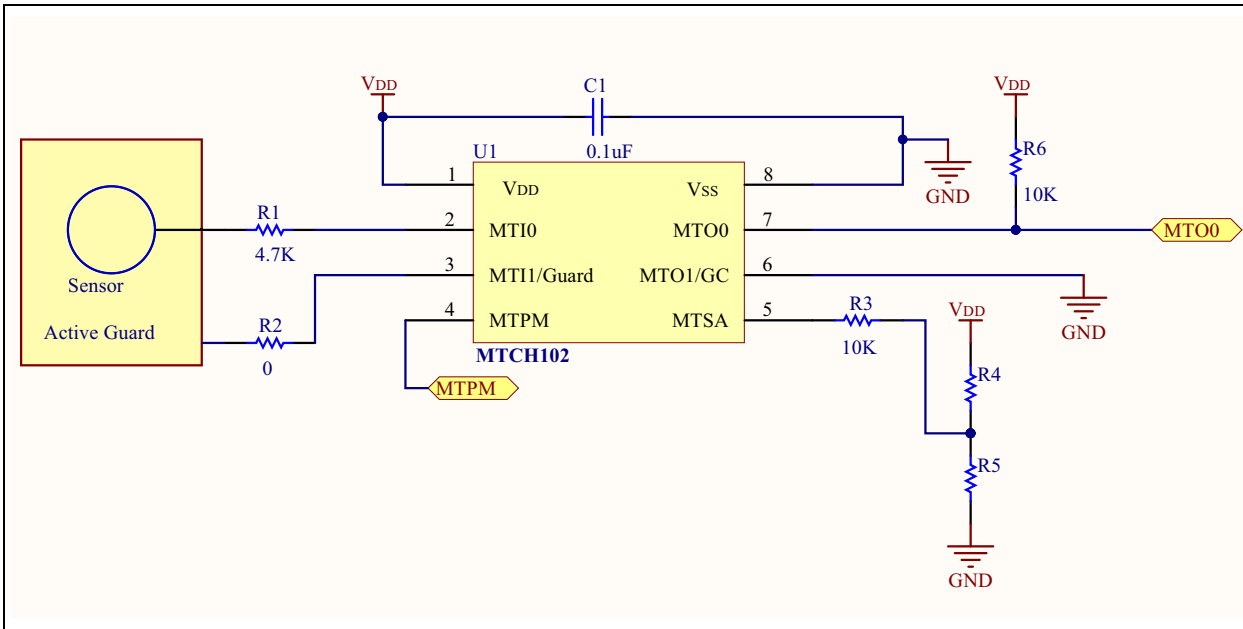 VDD
C1
0.1uF
VDD
R6
10K
GND
U1
1
VDD
VSS
8
R1
4.7K
2
MTI0
MTO0
7
MTO0
Sensor
3
MTI1/Guard
MTO1/GC
6
GND
Active Guard
R2
0
4
MTPM
MTSA
5
R3
10K
VDD
MTCH102
MTPM
R4
R5
GND